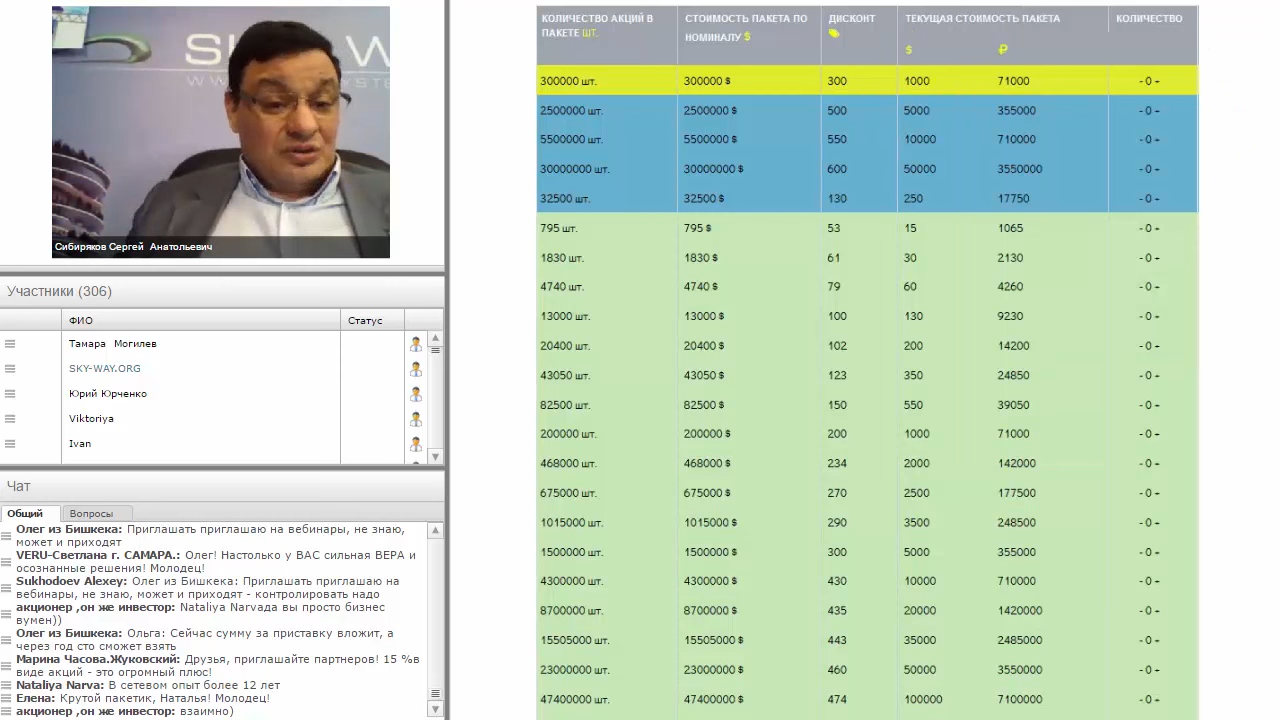 SKY W
WWW
YSTE
Сибиряков Сергей Анатольевич
Участники (306)
ФИО Статус
Тамара Могилев
SKY-WAY.ORG
Юрий Юрченко
Viktoriya
Ivan
Чат
Общий Вопросы
Олег из Бишкека: Приглашать приглашаю на вебинары, не знаю,
может и приходят
VERU-Светлана г. САМАРА.: Олег! Настолько у ВАС сильная ВЕРА и
осознанные решения! Молодец!
Sukhodoev Alexey: Олег из Бишкека: Приглашать приглашаю на
вебинары, не знаю, может и приходят - контролировать надо
акционер ,он же инвестор: Nataliya Narvaда вы просто бизнес
вумен))
Олег из Бишкека: Ольга: Сейчас сумму за приставку вложит, а
через год сто сможет взять
Марина Часова.Жуковский: Друзья, приглашайте партнеров! 15 %в
виде акций - это огромный плюс!
Nataliya Narva: В сетевом опыт более 12 лет
Елена: Крутой пакетик, Наталья! Молодец!
акционер ,он же инвестор: взаимно)
КОЛИЧЕСТВО АКЦИЙ В СТОИМОСТЬ ПАКЕТА ПО ДИСКОНТ ТЕКУЩАЯ СТОИМОСТЬ ПАКЕТА КОЛИЧЕСТВО
ПАКЕТЕ ШТ. НОМИНАЛУ $
$ ₽
300000 шт. 300000 $ 300 1000 71000 - 0 +
2500000 шт. 2500000 $ 500 5000 355000 - 0 +
5500000 шт. 5500000 $ 550 10000 710000 - 0 +
30000000 шт. 30000000 $ 600 50000 3550000 - 0 +
32500 шт. 32500 $ 130 250 17750 - 0 +
795 шт. 795 $ 53 15 1065 - 0 +
1830 шт. 1830 $ 61 30 2130 - 0 +
4740 шт. 4740 $ 79 60 4260 - 0 +
13000 шт. 13000 $ 100 130 9230 - 0 +
20400 шт. 20400 $ 102 200 14200 - 0 +
43050 шт. 43050 $ 123 350 24850 - 0 +
82500 шт. 82500 $ 150 550 39050 - 0 +
200000 шт. 200000 $ 200 1000 71000 - 0 +
468000 шт. 468000 $ 234 2000 142000 - 0 +
675000 шт. 675000 $ 270 2500 177500 - 0 +
1015000 шт. 1015000 $ 290 3500 248500 - 0 +
1500000 шт. 1500000 $ 300 5000 355000 - 0 +
4300000 шт. 4300000 $ 430 10000 710000 - 0 +
8700000 шт. 8700000 $ 435 20000 1420000 - 0 +
15505000 шт. 15505000 $ 443 35000 2485000 - 0 +
23000000 шт. 23000000 $ 460 50000 3550000 - 0 +
47400000 шт. 47400000 $ 474 100000 7100000 - 0 +